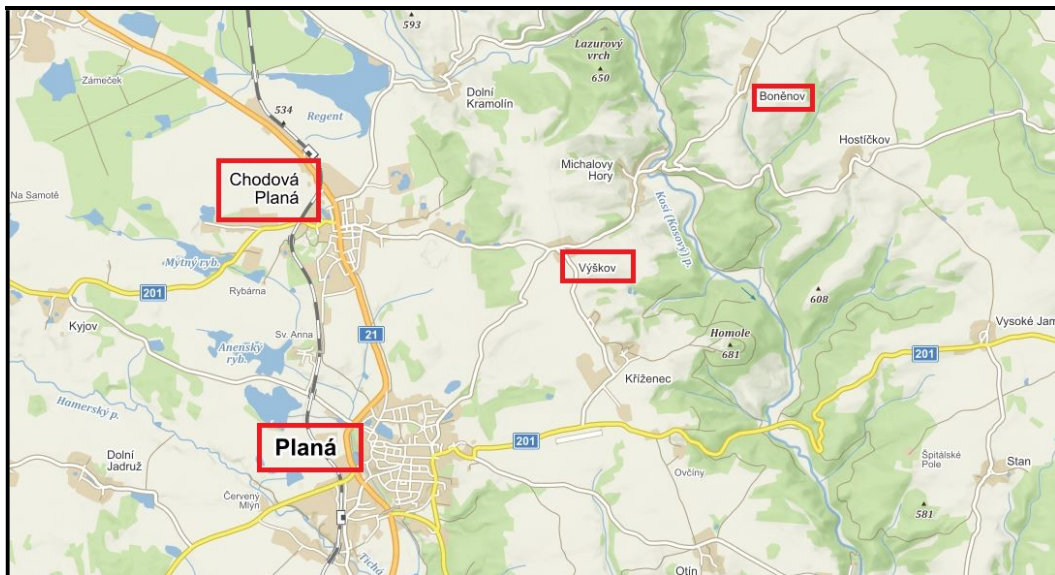 593
Lazurový
vrch
650
Zámeček
Dolní
Kramolín
Boněnov
534
Regent
Hostíčkov
Michalovy
Hory
Chodová
Planá
Na Samotě
Kosí (Kosový) p.
Výškov
Mýtný ryb.
Rybárna
201
608
Kyjov
Sv. Anna
21
Homole
681
Vysoké Jam
201
Anenský
ryb.
Kříženec
Hamerský p.
Planá
201
Dolní
Jadruž
Ovčíny
Špitálské
Pole
Stan
Červený
Mlýn
581
Tichá
Otín